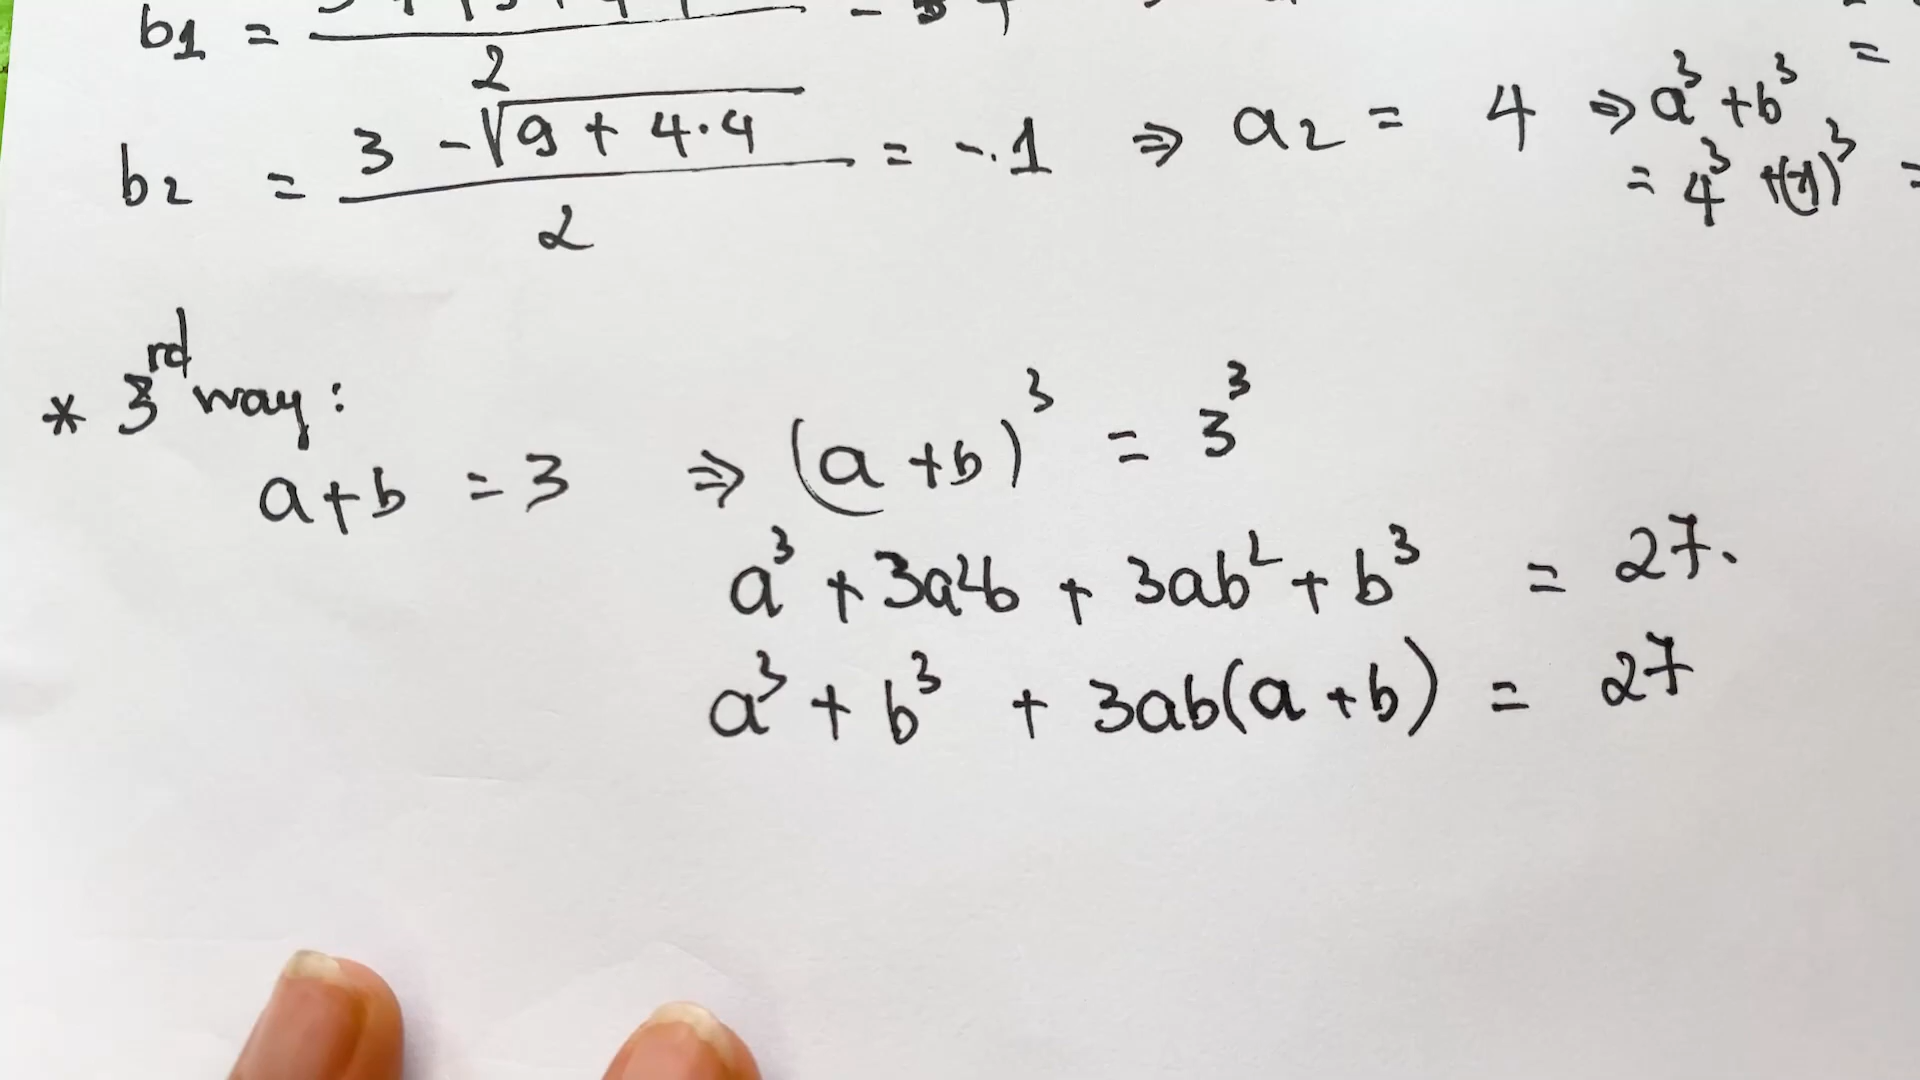 b1 = 2
b2 = 3 - √9 + 4·4 / 2 = -.1 ⇒ a2 = 4 ⇒ a³ + b³ =
= 4³ +(-1)³ =
* 3rd way:
a + b = 3 ⇒ (a + b)³ = 3³
a³ + 3a²b + 3ab² + b³ = 27.
a³ + b³ + 3ab(a + b) = 27